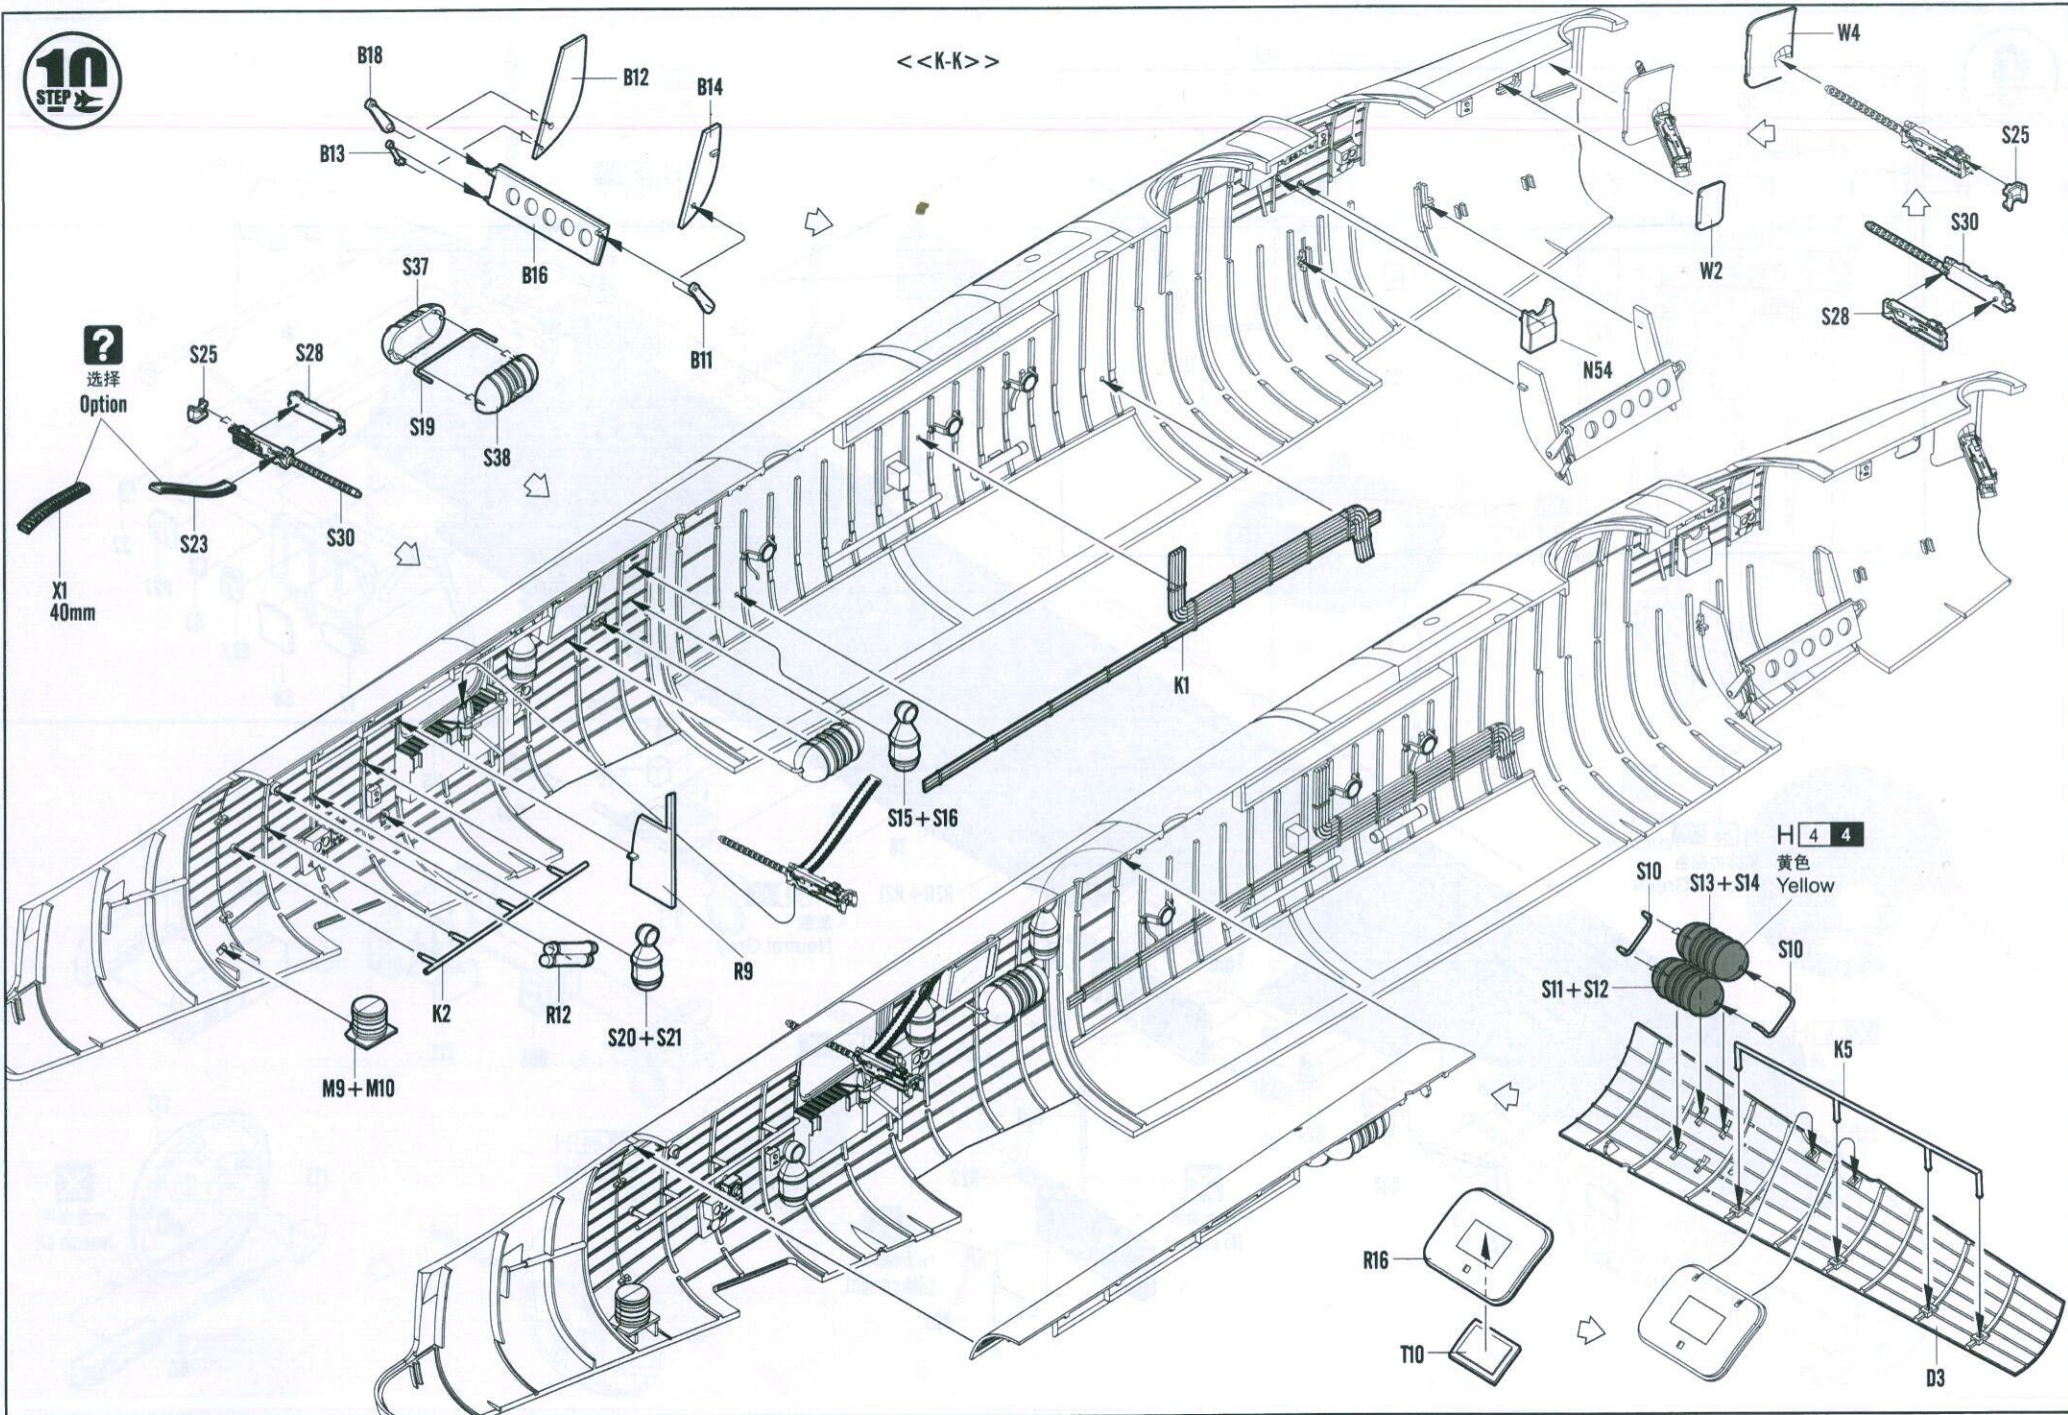 10
STEP
<<K-K>>
B18
B12
B14
B13
B16
B11
W4
S25
S30
S28
W2
N54
S37
S19
S38
?
选择
Option
S25
S28
S23
S30
X1
40mm
K1
S15+S16
R9
K2
R12
S20+S21
M9+M10
H 4 4
黄色
Yellow
S10
S13+S14
S10
S11+S12
K5
R16
T10
D3